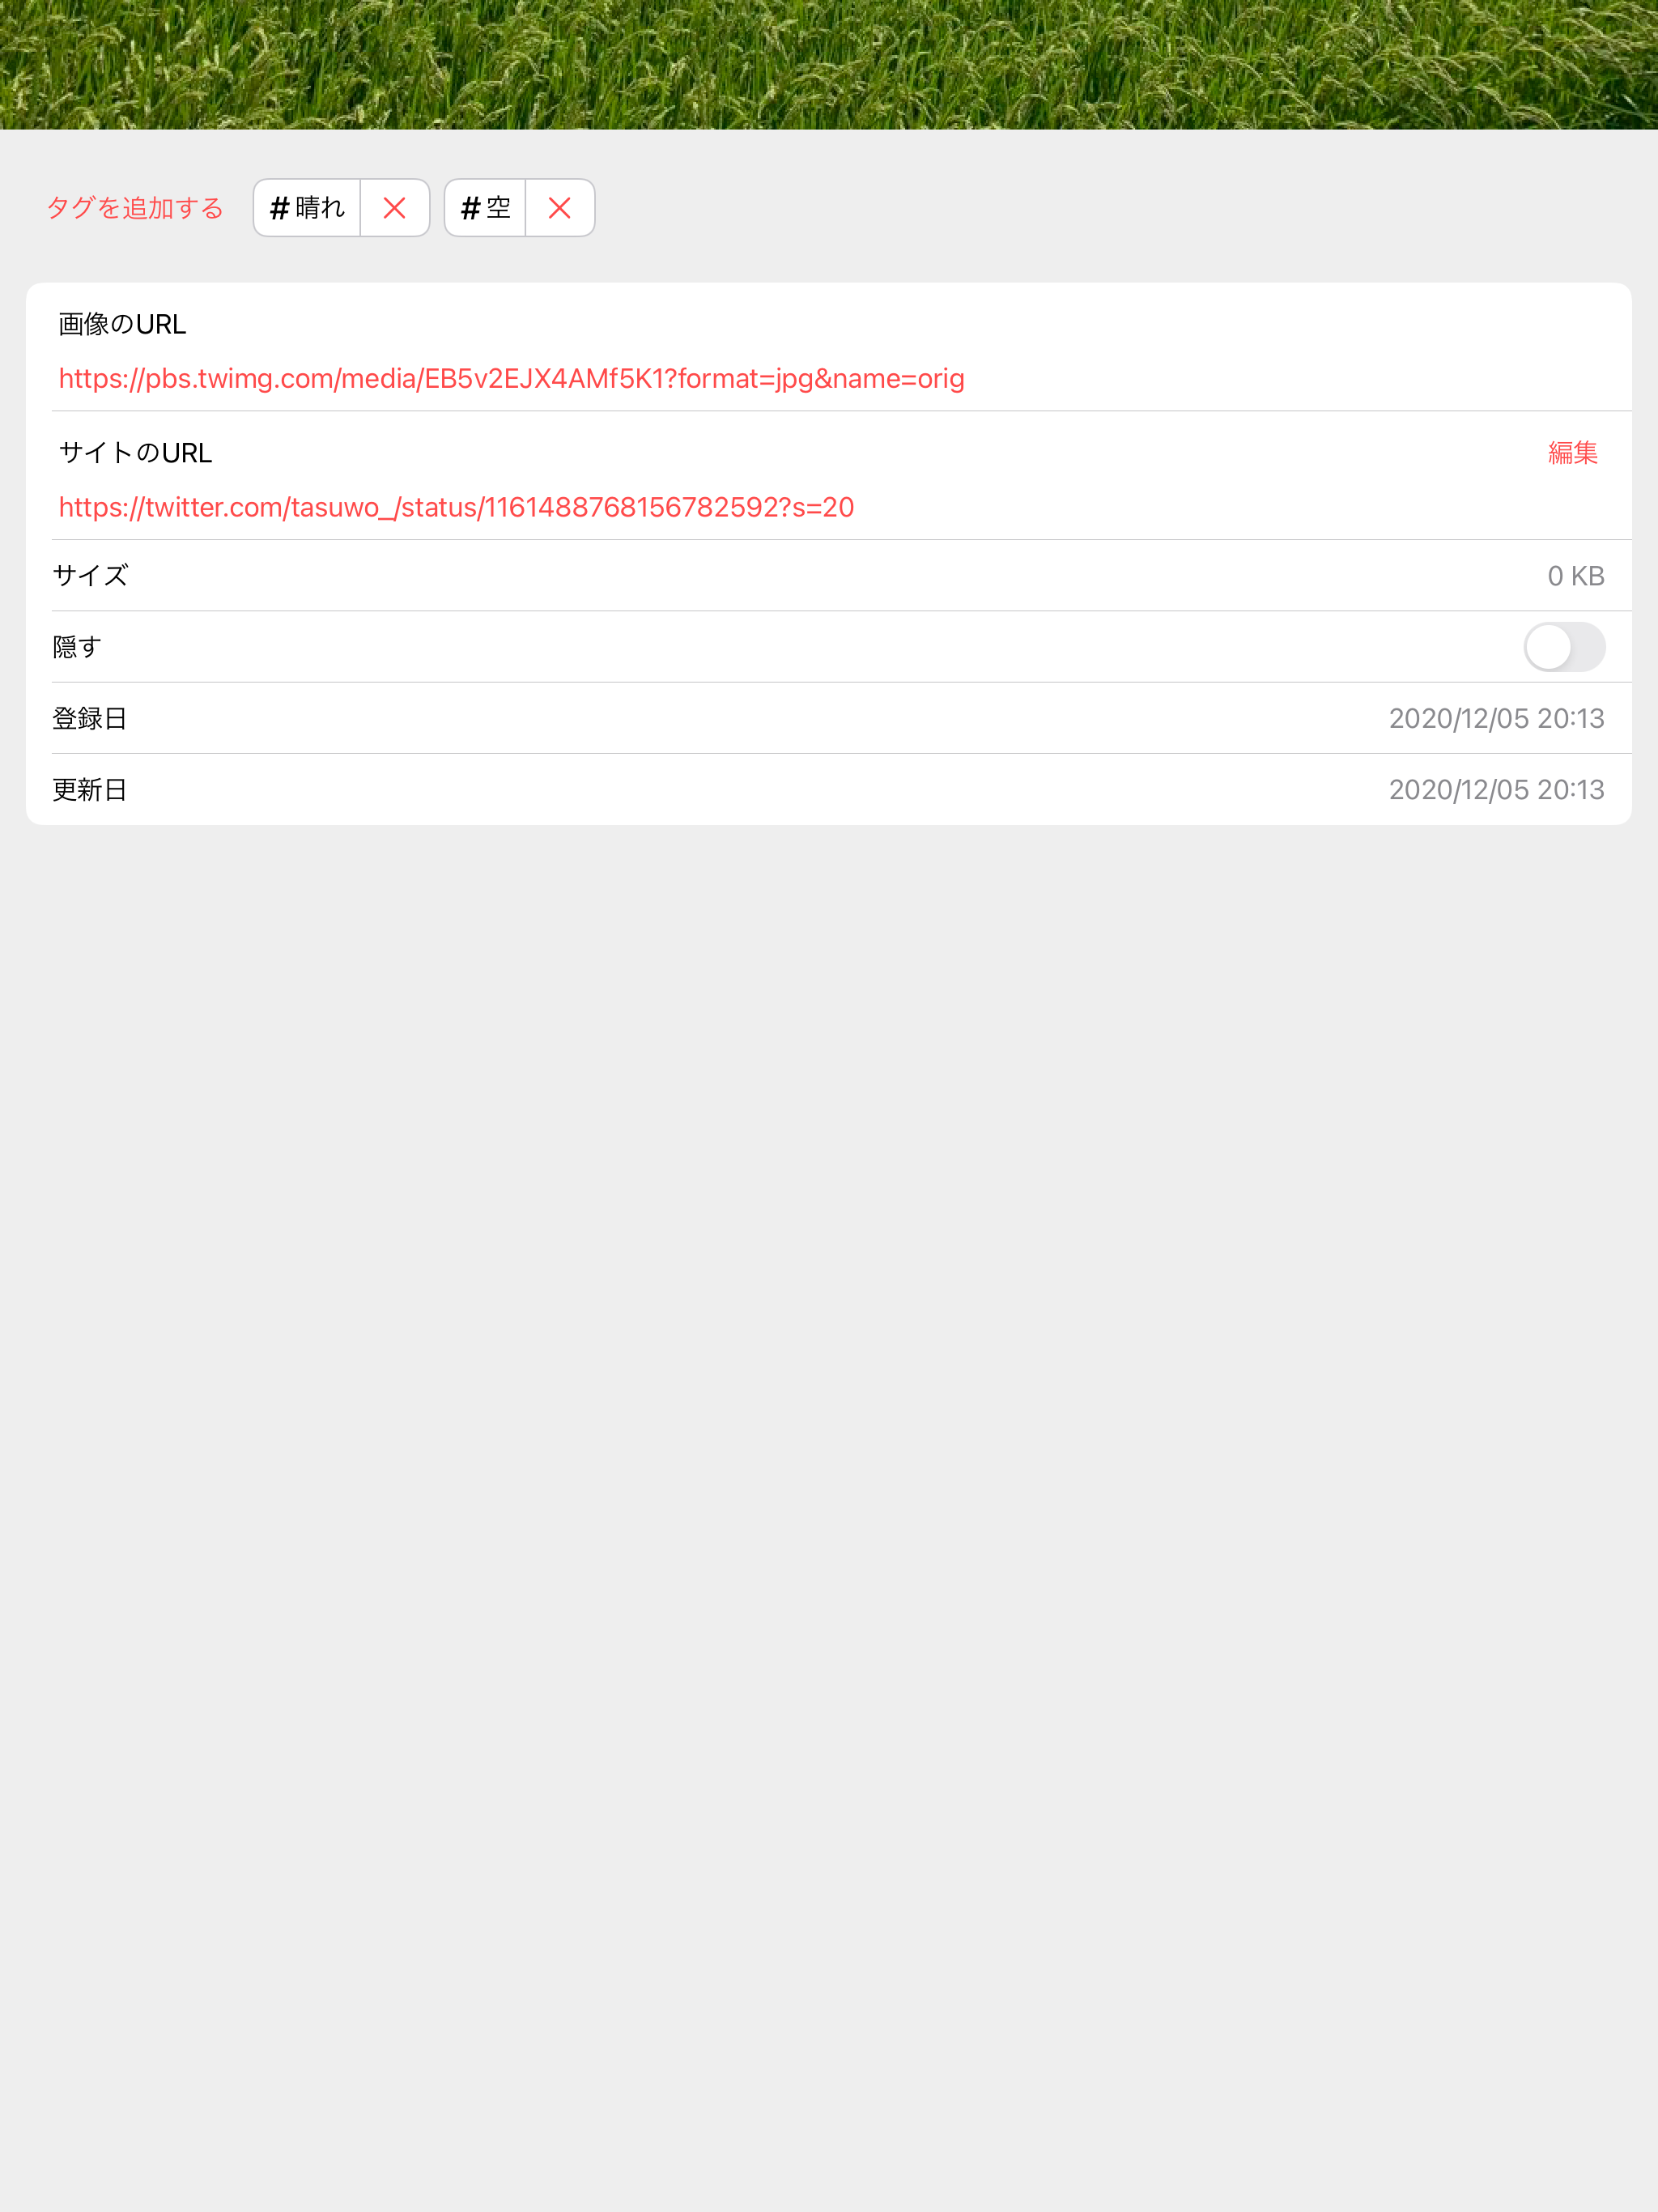 タグを追加する #晴れ × #空 ×
画像のURL
https://pbs.twimg.com/media/EB5v2EJX4AMf5K1?format=jpg&name=orig
サイトのURL 編集
https://twitter.com/tasuwo_/status/1161488768156782592?s=20
サイズ 0 KB
隠す
登録日 2020/12/05 20:13
更新日 2020/12/05 20:13